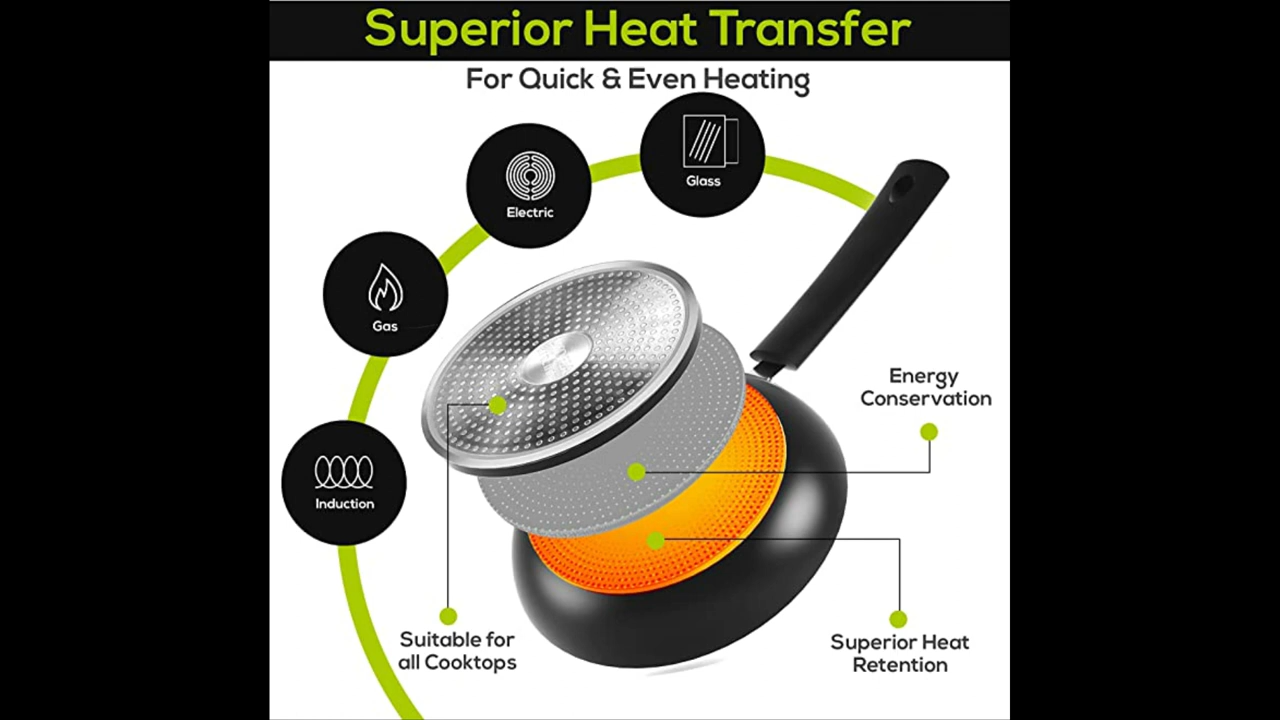 Superior Heat Transfer
For Quick & Even Heating
Glass
Electric
Gas
Induction
Energy
Conservation
Suitable for
all Cooktops
Superior Heat
Retention